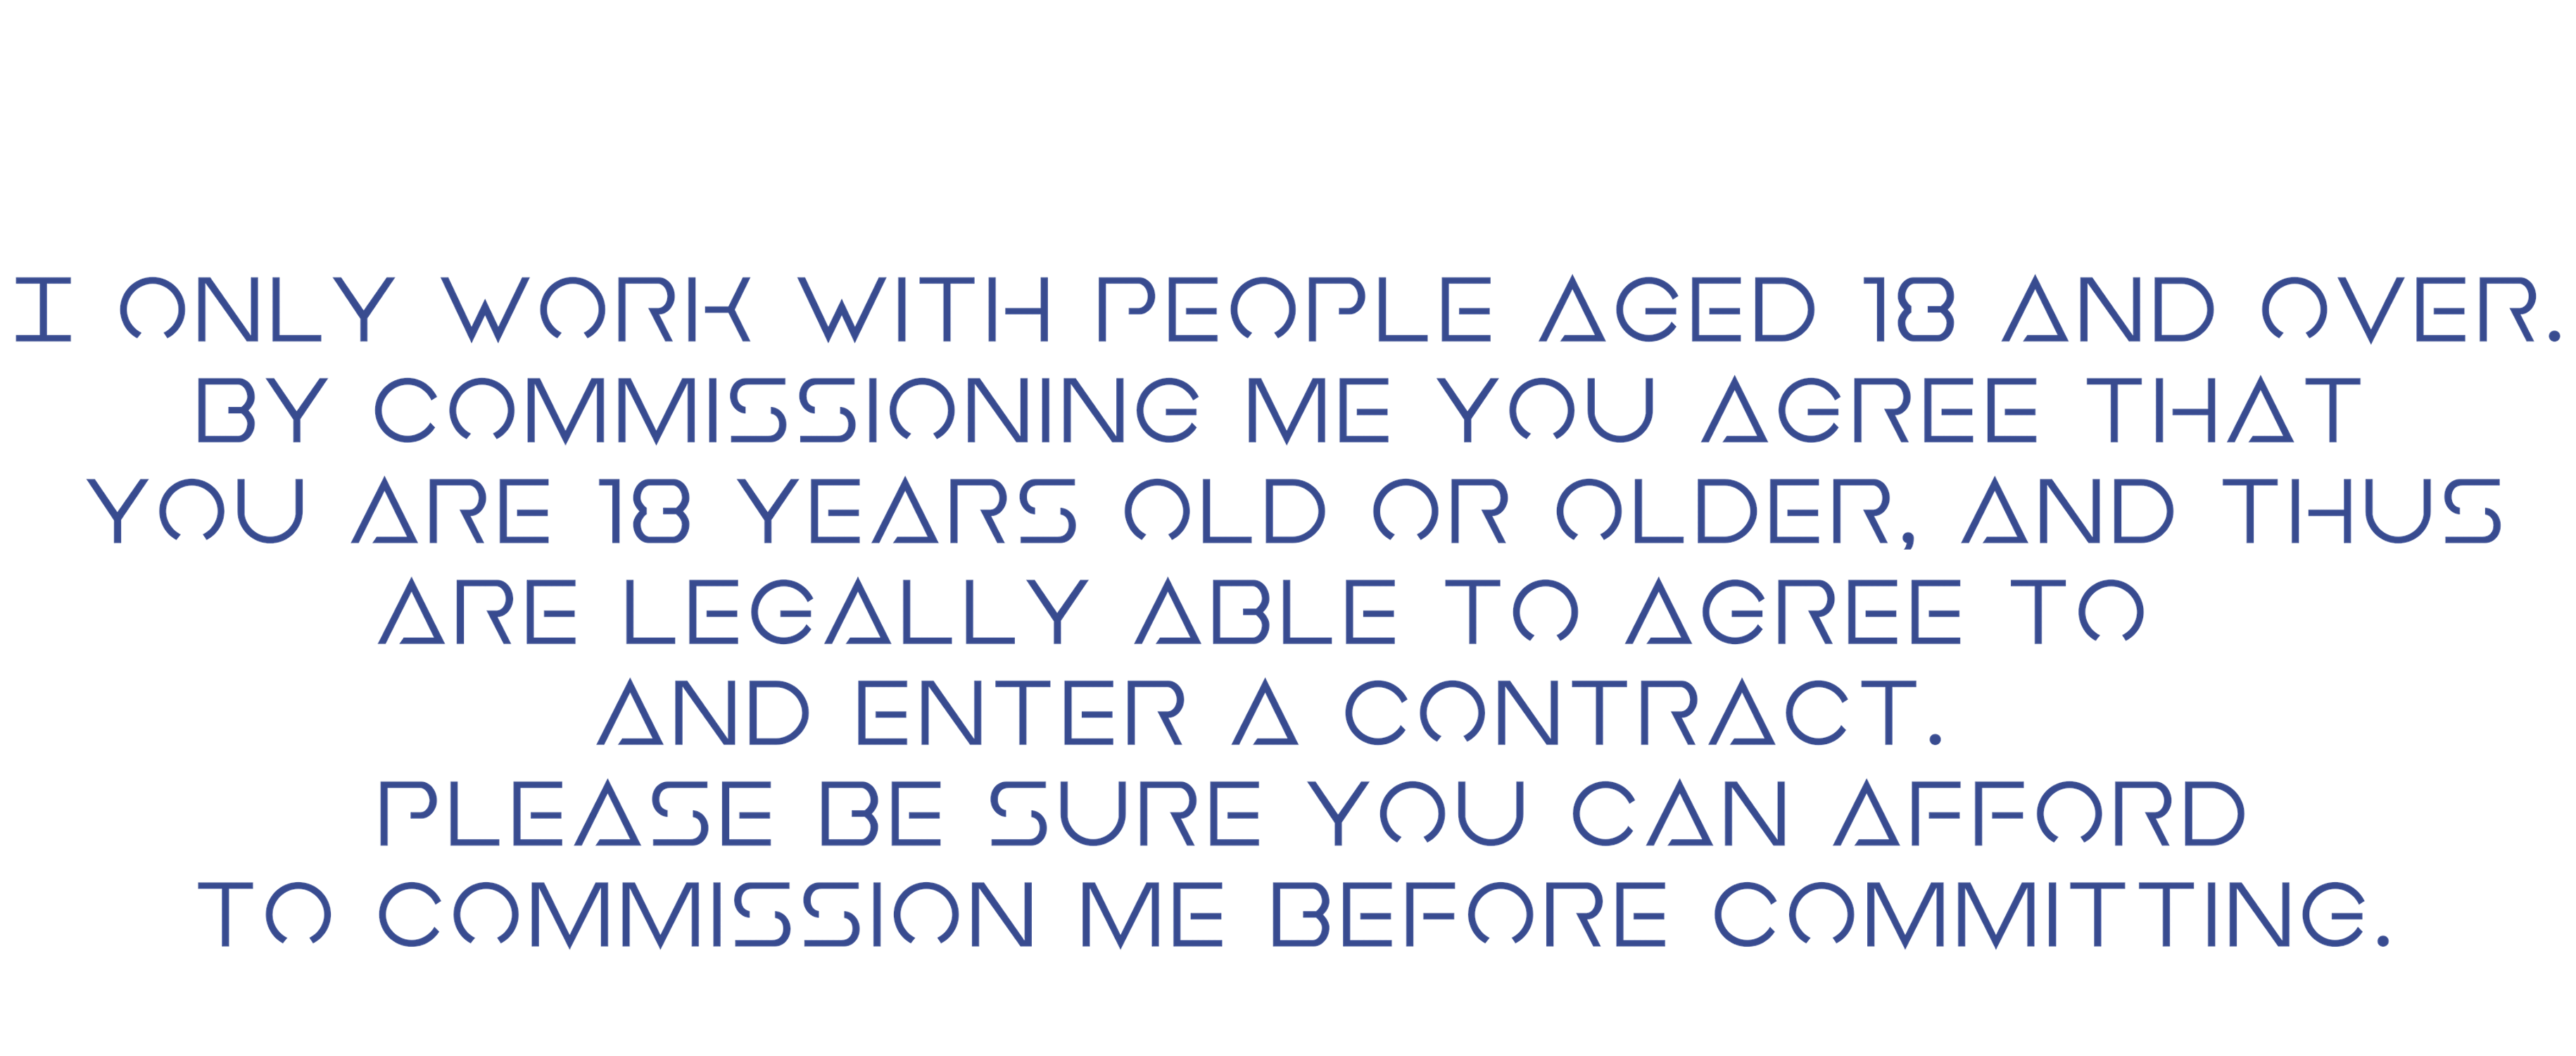 I ONLY WORK WITH PEOPLE AGED 18 AND OVER.
BY COMMISSIONING ME YOU AGREE THAT
YOU ARE 18 YEARS OLD OR OLDER, AND THUS
ARE LEGALLY ABLE TO AGREE TO
AND ENTER A CONTRACT.
PLEASE BE SURE YOU CAN AFFORD
TO COMMISSION ME BEFORE COMMITTING.